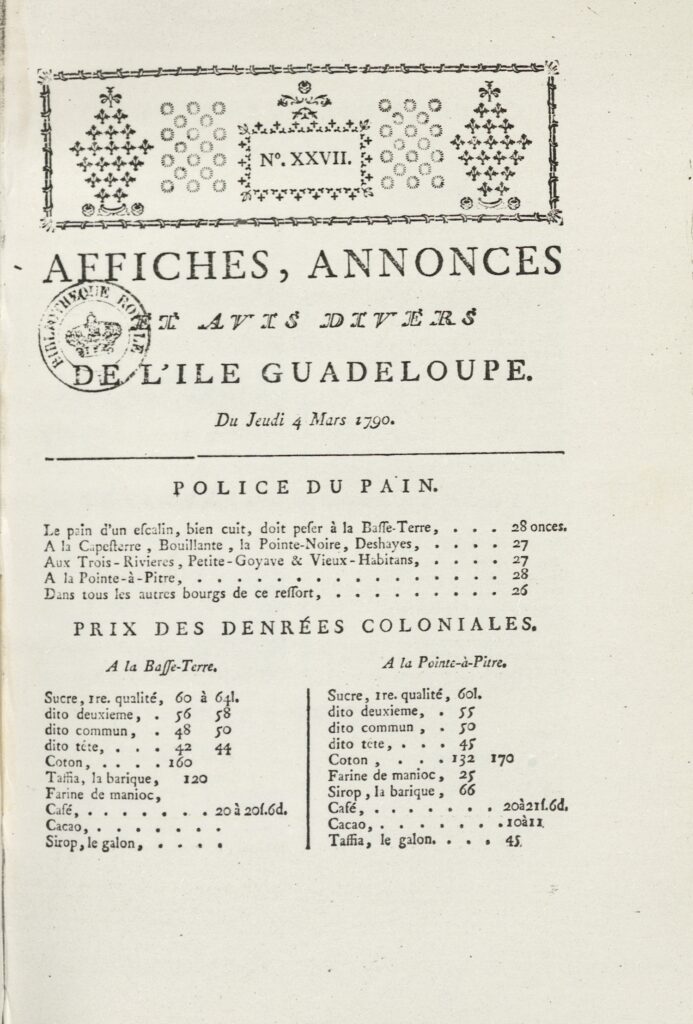 Nº. XXVII.
AFFICHES, ANNONCES
ET AVIS DIVERS
DE L'ILE GUADELOUPE.
BIBLIOTHEQUE ROYALE
Du Jeudi 4 Mars 1790.
POLICE DU PAIN.
Le pain d'un eſcalin, bien cuit, doit peſer à la Baſſe-Terre, . . . 28 onces.
A la Capeſterre, Bouillante, la Pointe-Noire, Deshayes, . . . . 27
Aux Trois-Rivieres, Petite-Goyave & Vieux-Habitans, . . . . 27
A la Pointe-à-Pitre, . . . . . . . . . . . . . . . 28
Dans tous les autres bourgs de ce reſſort, . . . . . . . . . 26
PRIX DES DENRÉES COLONIALES.
A la Baſſe-Terre.
Sucre, 1re. qualité, 60 à 64l.
dito deuxieme, . 56 58
dito commun, . 48 50
dito tête, . . . 42 44
Coton, . . . . 160
Taffia, la barique, 120
Farine de manioc,
Café, . . . . . . . 20 à 20ſ. 6d.
Cacao, . . . . . . .
Sirop, le galon, . . . .
A la Pointe-à-Pitre.
Sucre, 1re. qualité, 60l.
dito deuxieme, . 55
dito commun, . 50
dito tete, . . . 45
Coton, . . . 132 170
Farine de manioc, 25
Sirop, la barique, 66
Café, . . . . . . . 20à21ſ.6d.
Cacao, . . . . . . . 10à11
Taffia, le galon. . . . 45